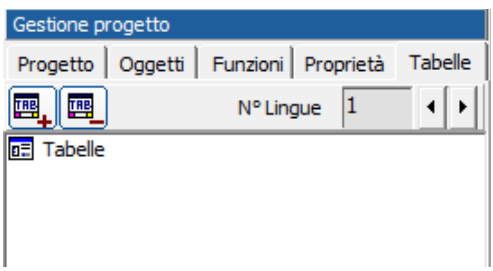 Gestione progetto
Progetto Oggetti Funzioni Proprietà Tabelle
TAB TAB N° Lingue 1
Tabelle